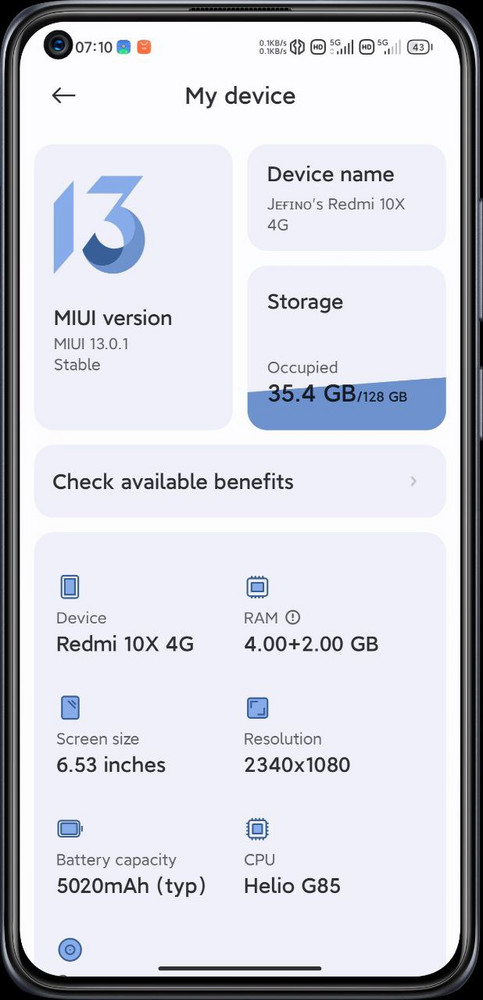 07:10
0.1KB/s
0.1KB/s
HD
5G
HD
5G
43
My device
13
MIUI version
MIUI 13.0.1
Stable
Device name
Jᴇꜰɪɴᴏ's Redmi 10X
4G
Storage
Occupied
35.4 GB/128 GB
Check available benefits
Device
Redmi 10X 4G
RAM
4.00+2.00 GB
Screen size
6.53 inches
Resolution
2340x1080
Battery capacity
5020mAh (typ)
CPU
Helio G85